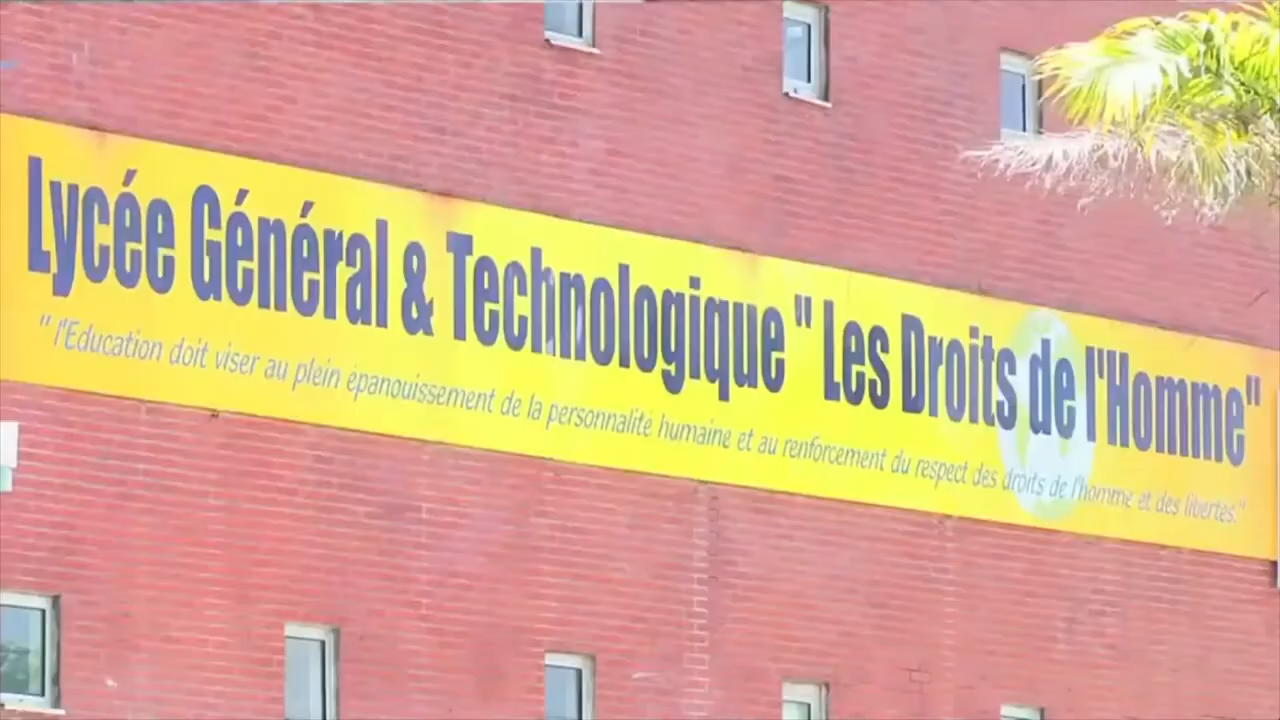 Lycée Général & Technologique " Les Droits de l'Homme"
" l'Education doit viser au plein épanouissement de la personnalité humaine et au renforcement du respect des droits de l'homme et des libertés."